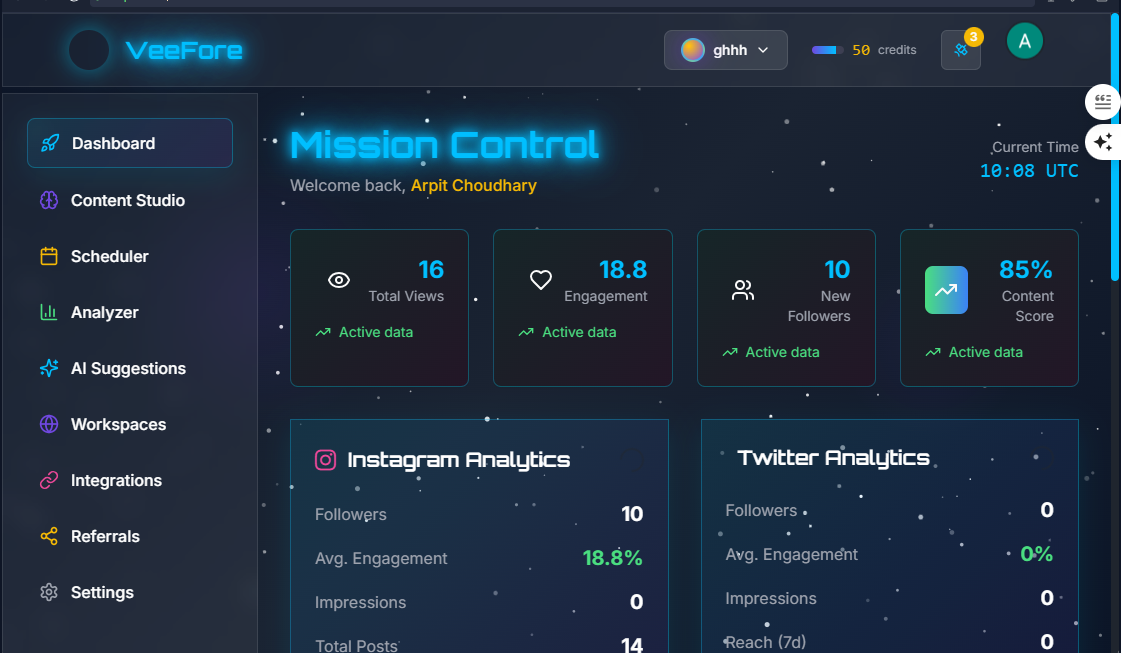 VeeFore
ghhh
50 credits
3
A
Dashboard
Content Studio
Scheduler
Analyzer
AI Suggestions
Workspaces
Integrations
Referrals
Settings
Mission Control
Welcome back, Arpit Choudhary
Current Time
10:08 UTC
16
Total Views
Active data
18.8
Engagement
Active data
10
New
Followers
Active data
85%
Content
Score
Active data
Instagram Analytics
Followers 10
Avg. Engagement 18.8%
Impressions 0
Total Posts 14
Twitter Analytics
Followers 0
Avg. Engagement 0%
Impressions 0
Reach (7d) 0